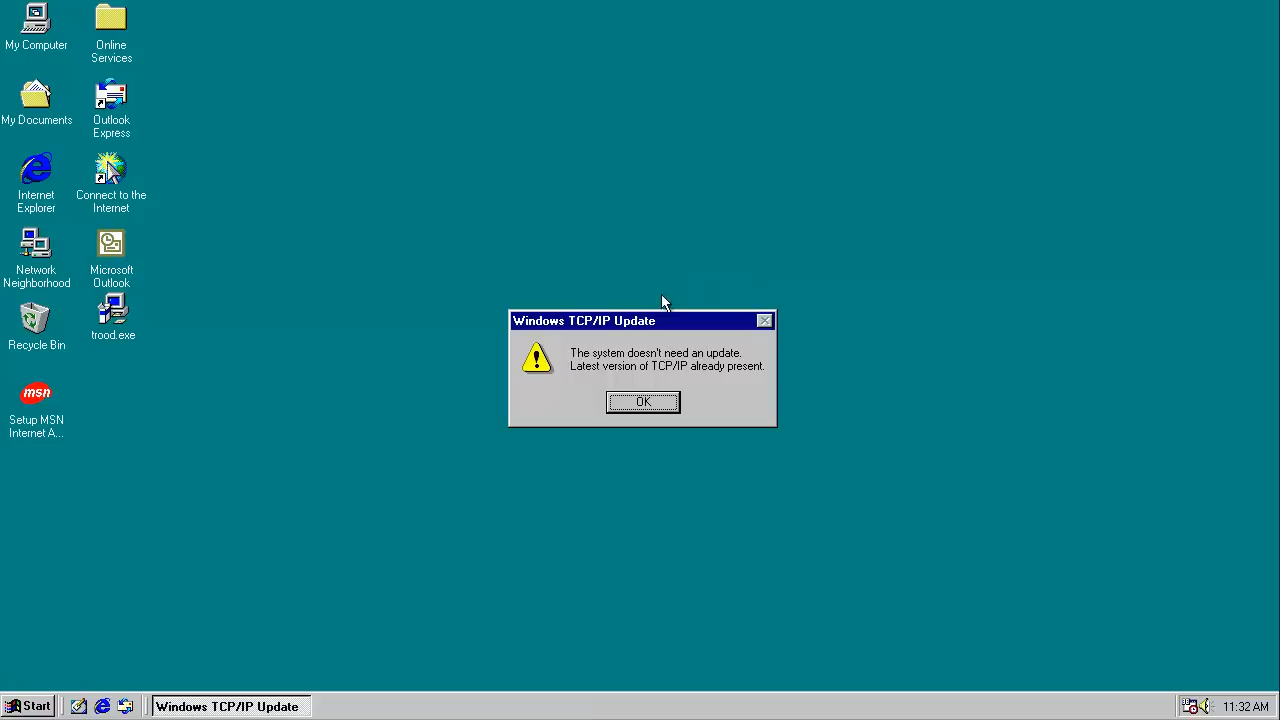 My Computer
Online
Services
My Documents
Outlook
Express
Internet
Explorer
Connect to the
Internet
Network
Neighborhood
Microsoft
Outlook
trood.exe
Recycle Bin
msn
Setup MSN
Internet A...
Windows TCP/IP Update
The system doesn't need an update.
Latest version of TCP/IP already present.
OK
Start
Windows TCP/IP Update
11:32 AM